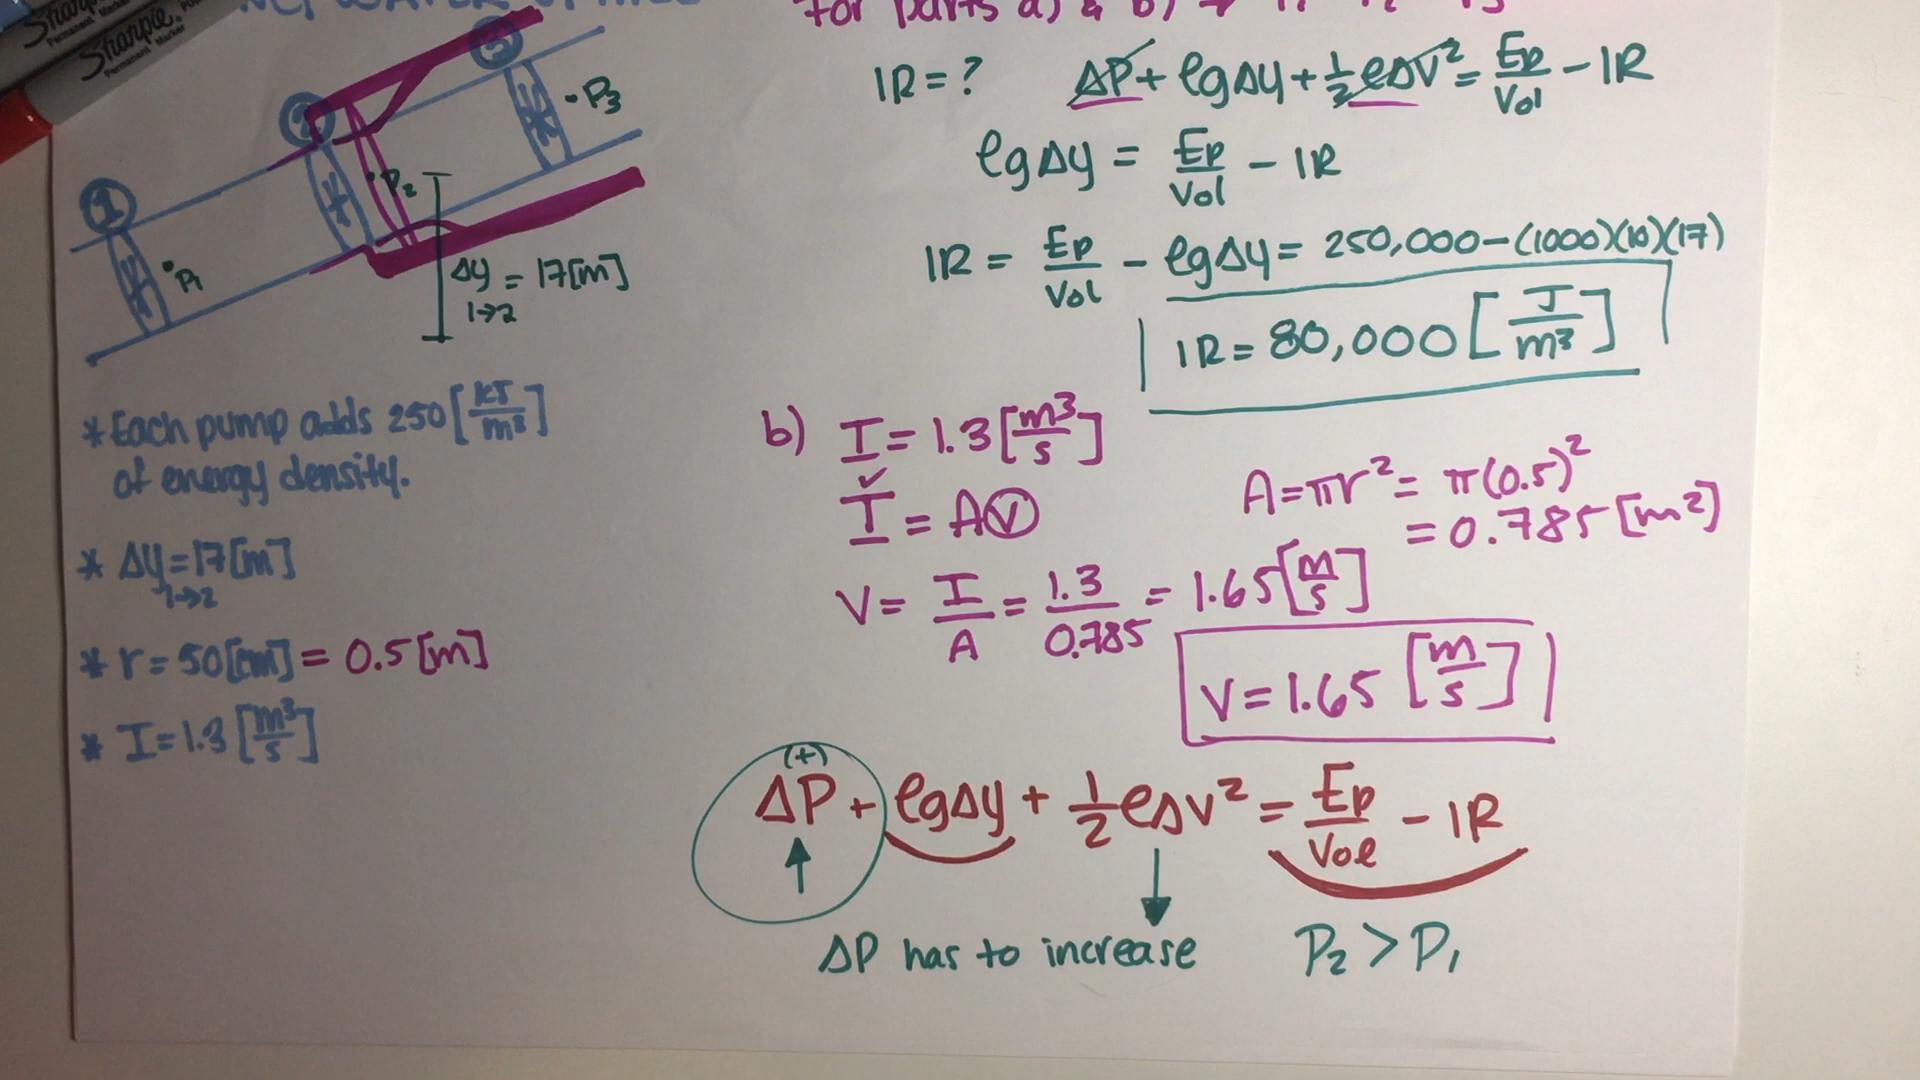 Sharpie
Permanent Marker
for parts a) & b) →
IR = ? ΔP + ρgΔy + ½ρΔV² = Ep/Vol − IR
ρgΔy = Ep/Vol − IR
IR = Ep/Vol − ρgΔy = 250,000 − (1000)(10)(17)
IR = 80,000 [J/m³]
1
2
3
P₁
P₂
P₃
Δy 1→2 = 17[m]
* Each pump adds 250 [kJ/m³]
of energy density.
* Δy 1→2 = 17[m]
* r = 50[cm] = 0.5[m]
* I = 1.3 [m³/s]
b) I = 1.3 [m³/s]
I = AV
A = πr² = π(0.5)²
= 0.785 [m²]
V = I/A = 1.3/0.785 = 1.65 [m/s]
V = 1.65 [m/s]
(+)
ΔP + ρgΔy + ½ρΔV² = Ep/Vol − IR
ΔP has to increase P₂ > P₁